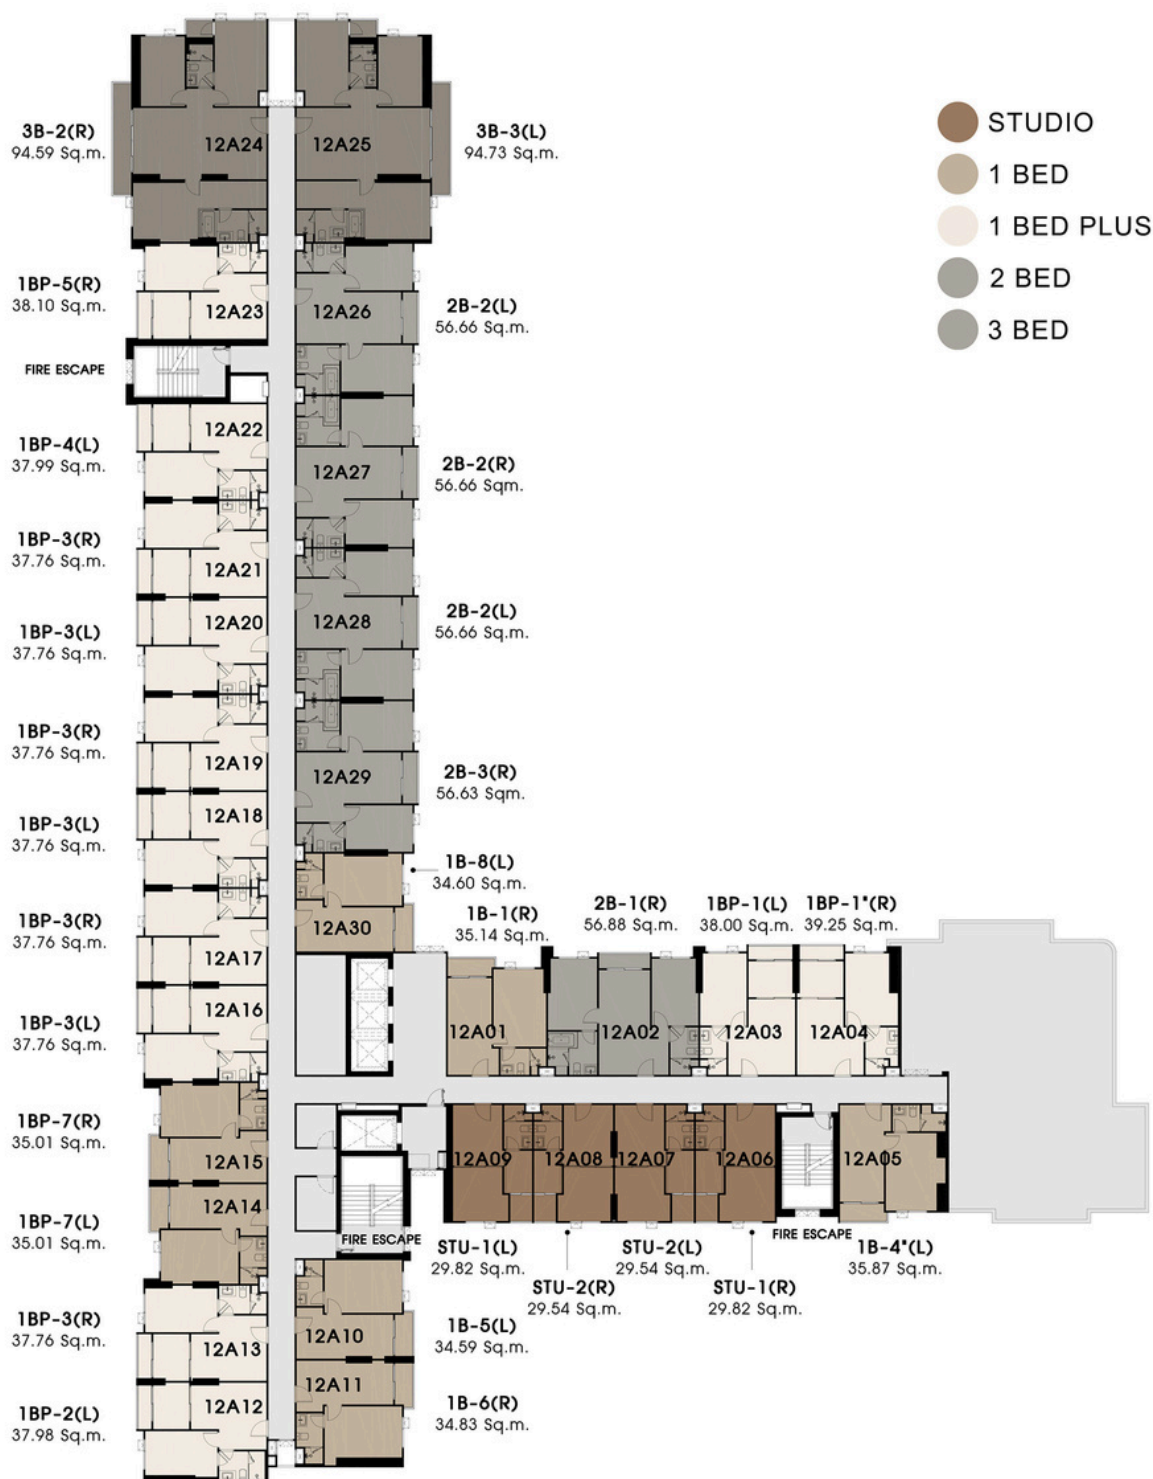 STUDIO
1 BED
1 BED PLUS
2 BED
3 BED
3B-2(R)
94.59 Sq.m.
12A24
12A25
3B-3(L)
94.73 Sq.m.
1BP-5(R)
38.10 Sq.m.
12A23
12A26
2B-2(L)
56.66 Sq.m.
FIRE ESCAPE
1BP-4(L)
37.99 Sq.m.
12A22
12A27
2B-2(R)
56.66 Sqm.
1BP-3(R)
37.76 Sq.m.
12A21
1BP-3(L)
37.76 Sq.m.
12A20
12A28
2B-2(L)
56.66 Sq.m.
1BP-3(R)
37.76 Sq.m.
12A19
12A29
2B-3(R)
56.63 Sqm.
1BP-3(L)
37.76 Sq.m.
12A18
1B-8(L)
34.60 Sq.m.
12A30
1BP-3(R)
37.76 Sq.m.
12A17
1B-1(R)
35.14 Sq.m.
2B-1(R)
56.88 Sq.m.
1BP-1(L)
38.00 Sq.m.
1BP-1*(R)
39.25 Sq.m.
1BP-3(L)
37.76 Sq.m.
12A16
12A01
12A02
12A03
12A04
1BP-7(R)
35.01 Sq.m.
12A15
12A09
12A08
12A07
12A06
12A05
1BP-7(L)
35.01 Sq.m.
12A14
FIRE ESCAPE
FIRE ESCAPE
STU-1(L)
29.82 Sq.m.
STU-2(R)
29.54 Sq.m.
STU-2(L)
29.54 Sq.m.
STU-1(R)
29.82 Sq.m.
1B-4*(L)
35.87 Sq.m.
1BP-3(R)
37.76 Sq.m.
12A13
12A10
1B-5(L)
34.59 Sq.m.
1BP-2(L)
37.98 Sq.m.
12A12
12A11
1B-6(R)
34.83 Sq.m.